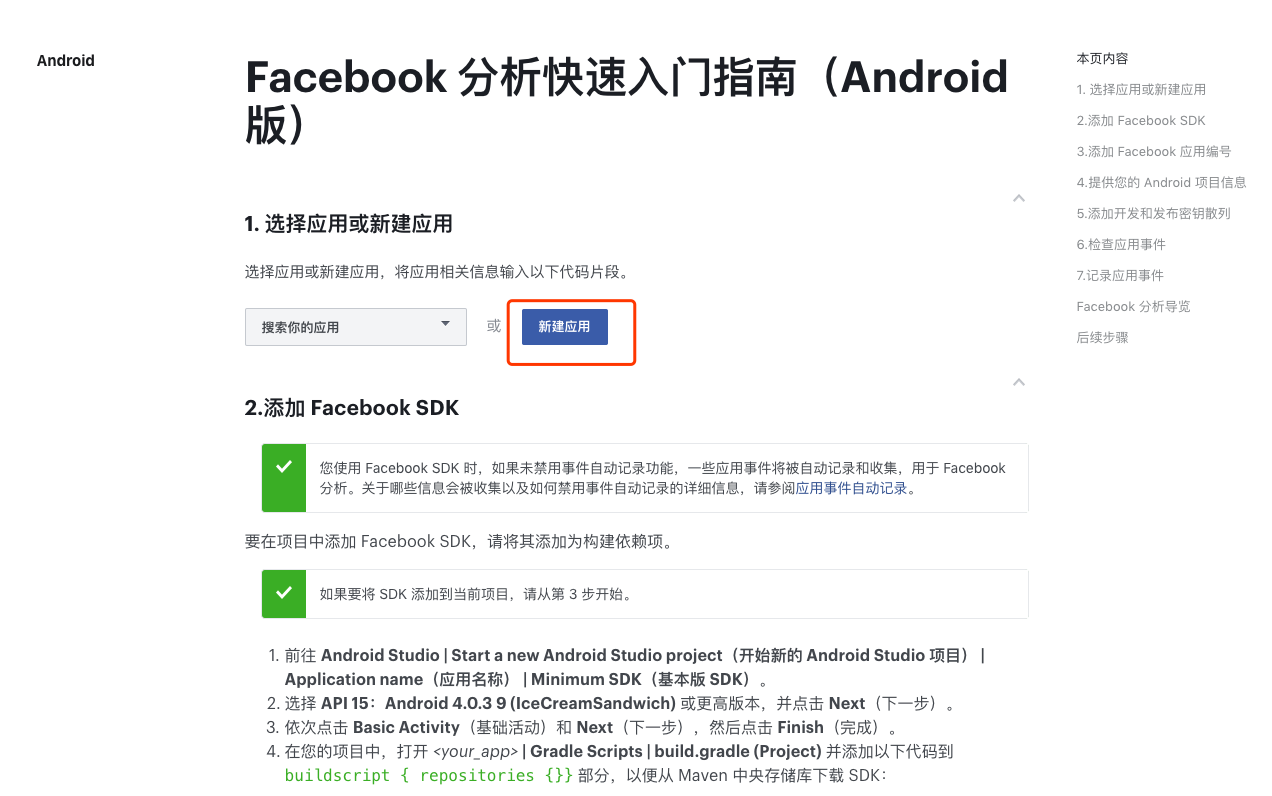 Android
Facebook 分析快速入门指南（Android
版）
1. 选择应用或新建应用
选择应用或新建应用，将应用相关信息输入以下代码片段。
搜索你的应用
或
新建应用
2.添加 Facebook SDK
您使用 Facebook SDK 时，如果未禁用事件自动记录功能，一些应用事件将被自动记录和收集，用于 Facebook
分析。关于哪些信息会被收集以及如何禁用事件自动记录的详细信息，请参阅应用事件自动记录。
要在项目中添加 Facebook SDK，请将其添加为构建依赖项。
如果要将 SDK 添加到当前项目，请从第 3 步开始。
1. 前往 Android Studio | Start a new Android Studio project（开始新的 Android Studio 项目） |
Application name（应用名称） | Minimum SDK（基本版 SDK）。
2. 选择 API 15：Android 4.0.3 9 (IceCreamSandwich) 或更高版本，并点击 Next（下一步）。
3. 依次点击 Basic Activity（基础活动）和 Next（下一步），然后点击 Finish（完成）。
4. 在您的项目中，打开 <your_app> | Gradle Scripts | build.gradle (Project) 并添加以下代码到
buildscript { repositories {}} 部分，以便从 Maven 中央存储库下载 SDK：
本页内容
1. 选择应用或新建应用
2.添加 Facebook SDK
3.添加 Facebook 应用编号
4.提供您的 Android 项目信息
5.添加开发和发布密钥散列
6.检查应用事件
7.记录应用事件
Facebook 分析导览
后续步骤